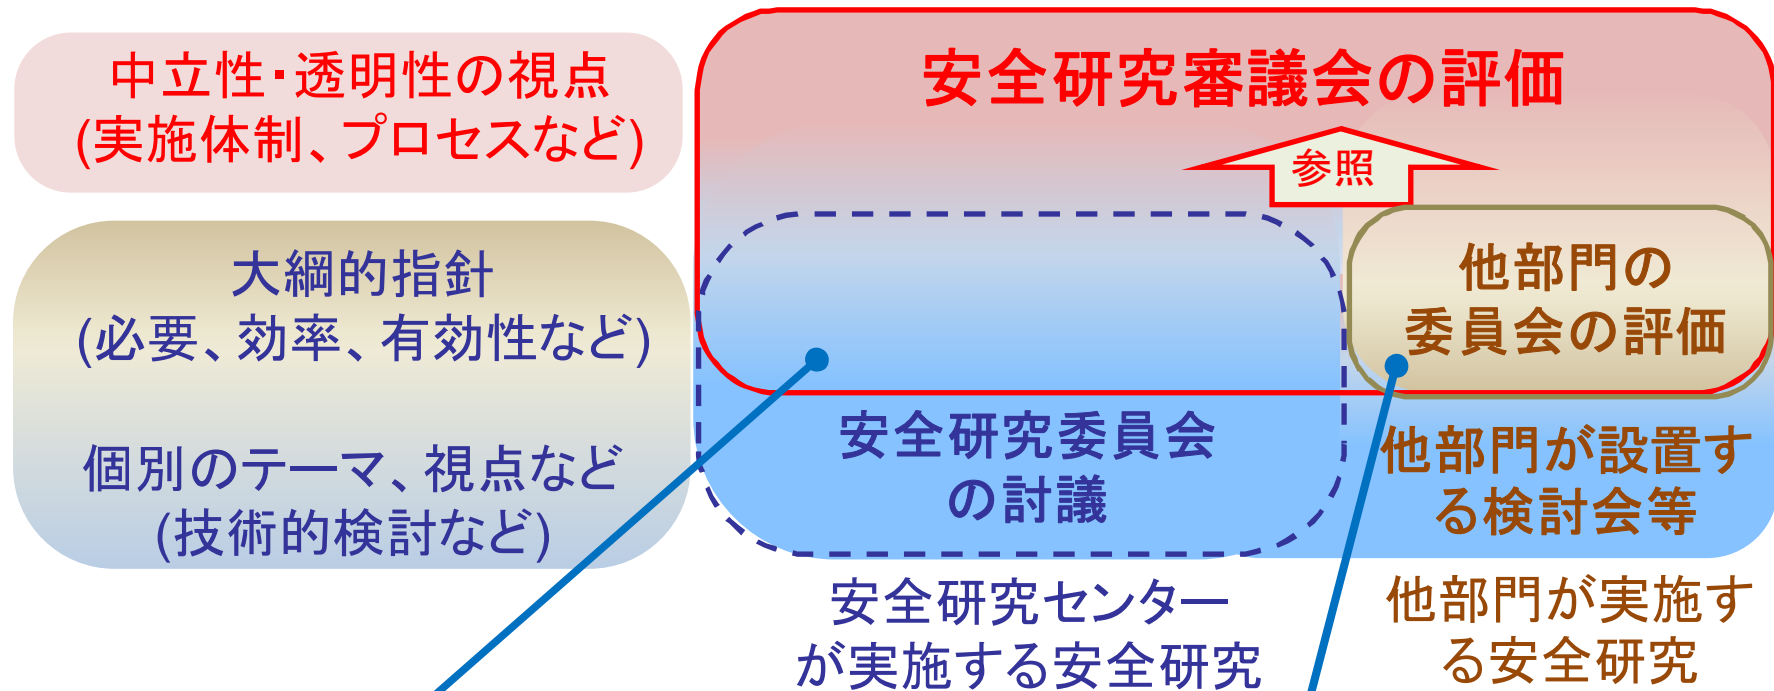 中立性・透明性の視点
(実施体制、プロセスなど)
大綱的指針
(必要、効率、有効性など)
個別のテーマ、視点など
(技術的検討など)
安全研究審議会の評価
参照
他部門の
委員会の評価
安全研究委員会
の討議
他部門が設置す
る検討会等
安全研究センター
が実施する安全研究
他部門が実施す
る安全研究